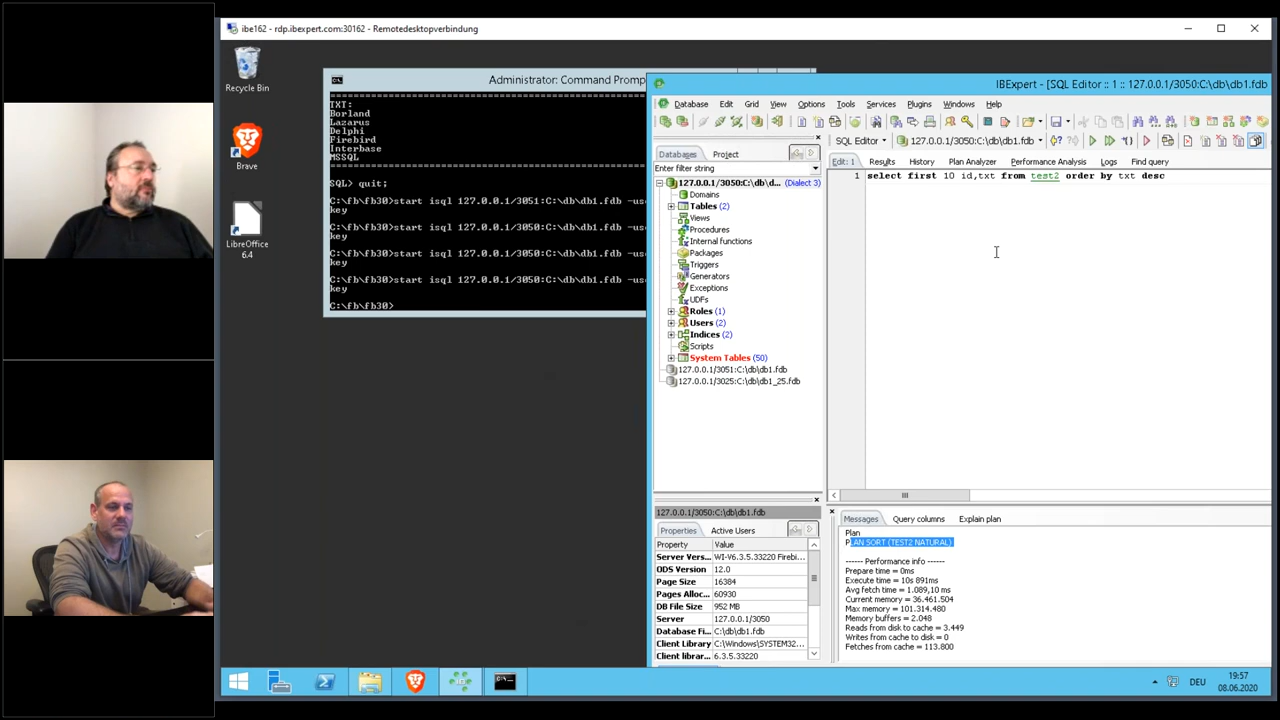 ibe162 - rdp.ibexpert.com:30162 - Remotedesktopverbindung
Recycle Bin
Brave
LibreOffice
6.4
Administrator: Command Promp
TXT:
Borland
Lazarus
Delphi
Firebird
Interbase
MSSQL
SQL> quit;
C:\fb\fb30>start isql 127.0.0.1/3051:C:\db\db1.fdb -use
key
C:\fb\fb30>start isql 127.0.0.1/3050:C:\db\db1.fdb -use
key
C:\fb\fb30>start isql 127.0.0.1/3050:C:\db\db1.fdb -use
key
C:\fb\fb30>start isql 127.0.0.1/3050:C:\db\db1.fdb -use
key
C:\fb\fb30>
IBExpert - [SQL Editor :: 1 :: 127.0.0.1/3050:C:\db\db1.fdb
Database Edit Grid View Options Tools Services Plugins Windows Help
SQL Editor 127.0.0.1/3050:C:\db\db1.fdb
Databases Project
Enter filter string
127.0.0.1/3050:C:\db\d... (Dialect 3)
Domains
Tables (2)
Views
Procedures
Internal functions
Packages
Triggers
Generators
Exceptions
UDFs
Roles (1)
Users (2)
Indices (2)
Scripts
System Tables (50)
127.0.0.1/3051:C:\db\db1.fdb
127.0.0.1/3025:C:\db\db1_25.fdb
Edit: 1 Results History Plan Analyzer Performance Analysis Logs Find query
1 select first 10 id,txt from test2 order by txt desc
127.0.0.1/3050:C:\db\db1.fdb
Properties Active Users
Property Value
Server Vers... WI-V6.3.5.33220 Firebi...
ODS Version 12.0
Page Size 16384
Pages Alloc... 60930
DB File Size 952 MB
Server 127.0.0.1/3050
Database Fi... C:\db\db1.fdb
Client Library C:\Windows\SYSTEM32...
Client librar... 6.3.5.33220
Messages Query columns Explain plan
Plan
PLAN SORT (TEST2 NATURAL)
------ Performance info ------
Prepare time = 0ms
Execute time = 10s 891ms
Avg fetch time = 1.089,10 ms
Current memory = 36.461.504
Max memory = 101.314.480
Memory buffers = 2.048
Reads from disk to cache = 3.449
Writes from cache to disk = 0
Fetches from cache = 113.800
DEU
19:57
08.06.2020